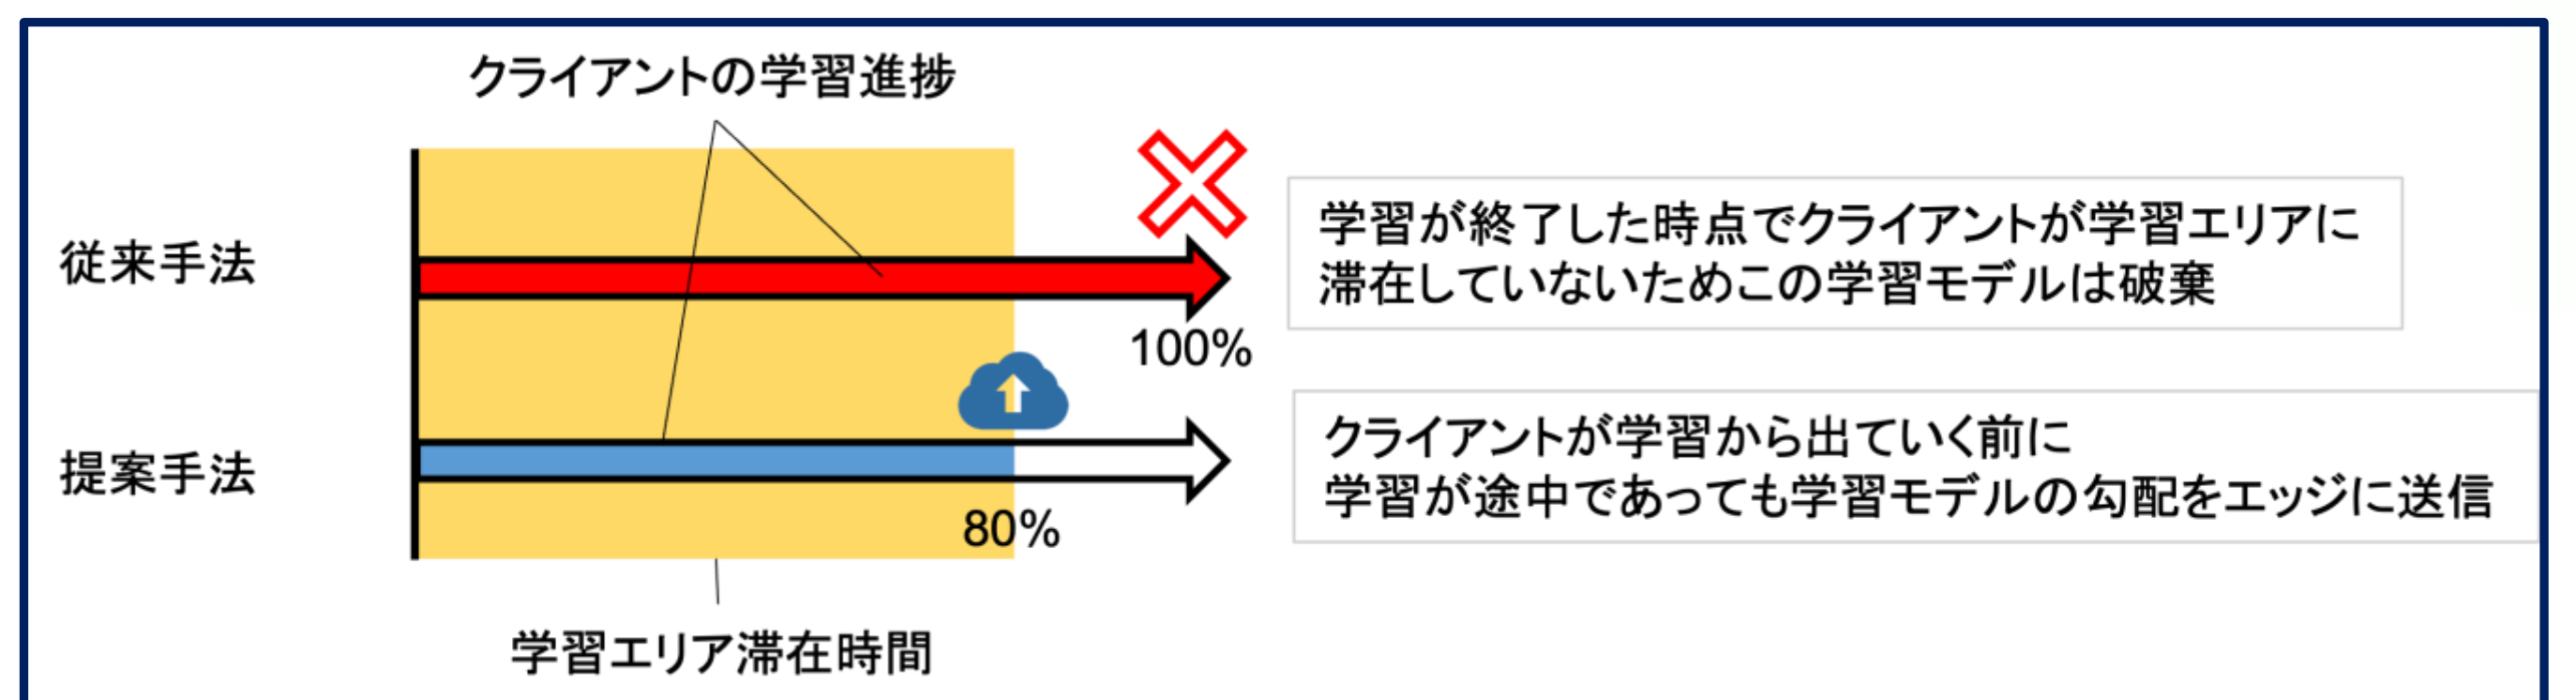 クライアントの学習進捗
従来手法
学習が終了した時点でクライアントが学習エリアに
滞在していないためこの学習モデルは破棄
100%
提案手法
クライアントが学習から出ていく前に
学習が途中であっても学習モデルの勾配をエッジに送信
80%
学習エリア滞在時間